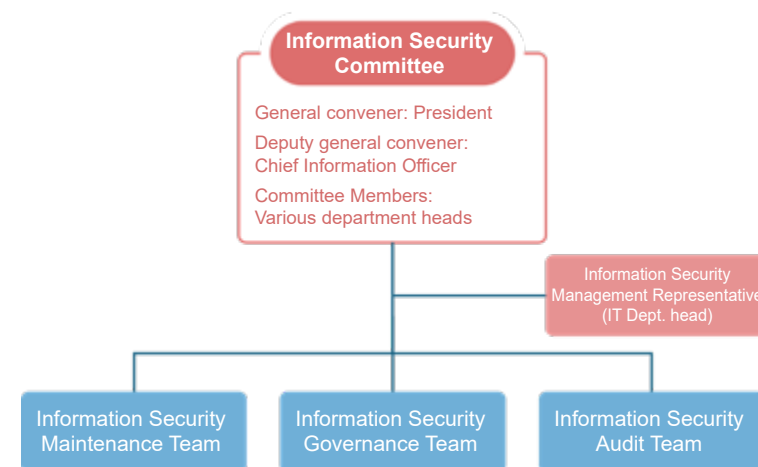 Information Security
Committee
General convener: President
Deputy general convener:
Chief Information Officer
Committee Members:
Various department heads
Information Security
Management Representative
(IT Dept. head)
Information Security
Maintenance Team
Information Security
Governance Team
Information Security
Audit Team